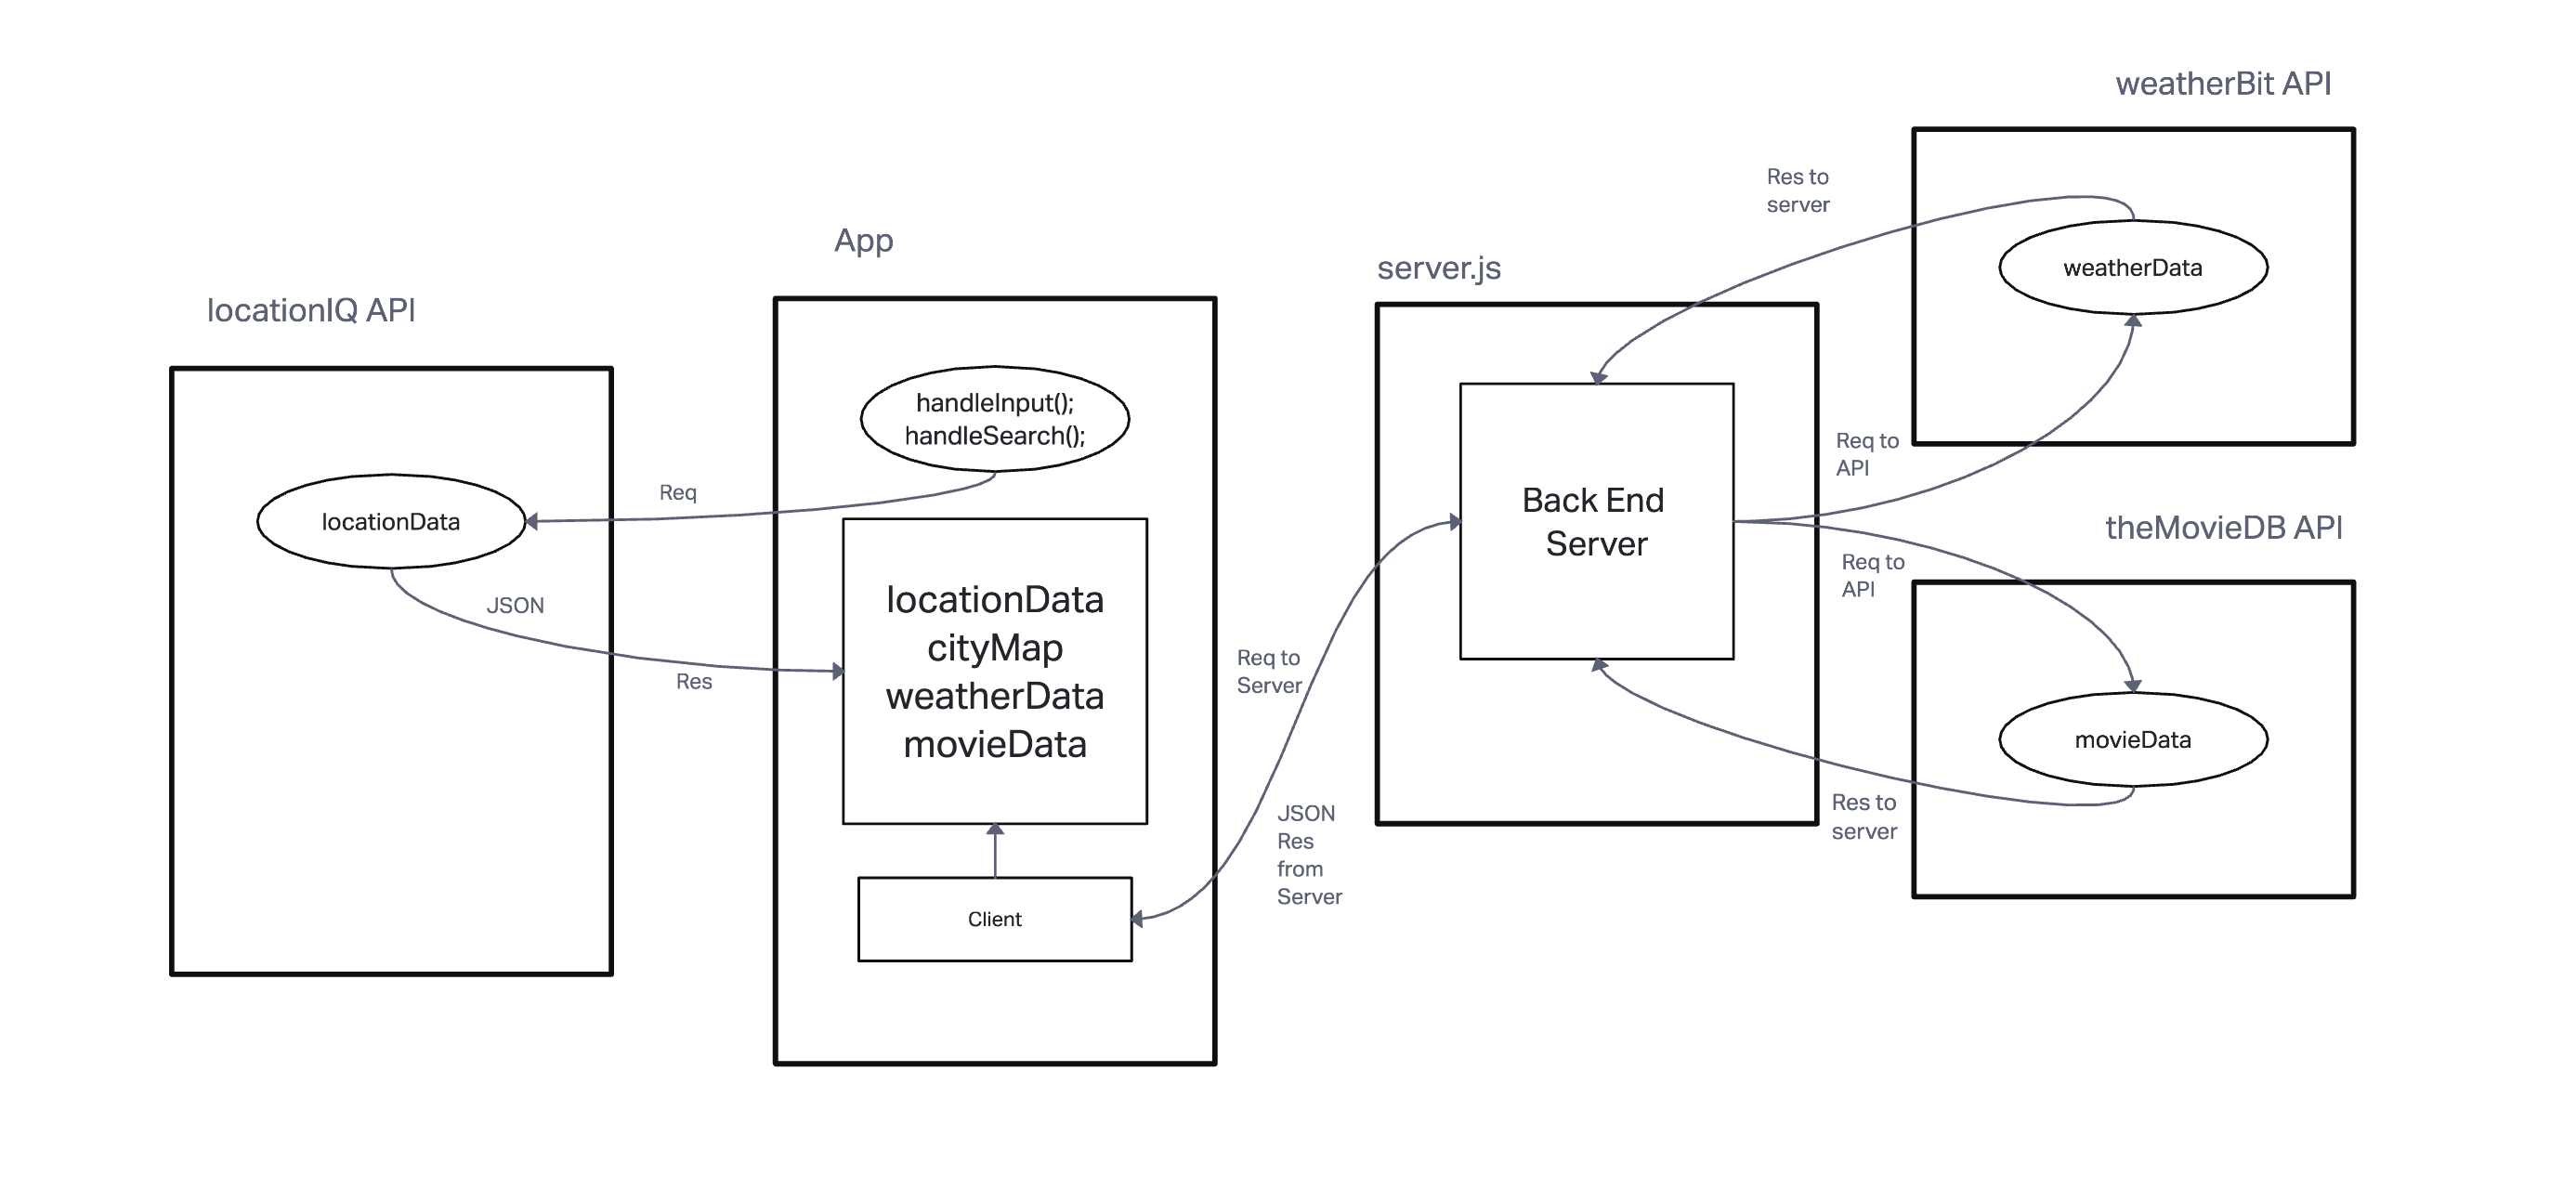 locationIQ API
locationData
Req
JSON
Res
App
handleInput();
handleSearch();
locationData
cityMap
weatherData
movieData
Client
Req to
Server
JSON
Res
from
Server
server.js
Back End
Server
Res to
server
Req to
API
Req to
API
Res to
server
weatherBit API
weatherData
theMovieDB API
movieData